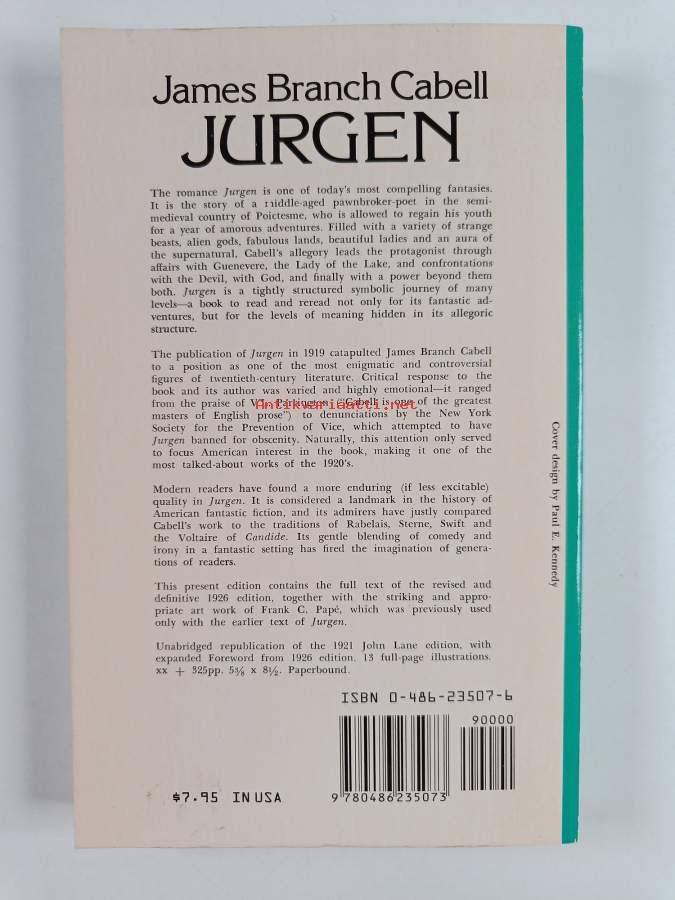 James Branch Cabell
JURGEN
The romance Jurgen is one of today's most compelling fantasies.
It is the story of a middle-aged pawnbroker-poet in the semi-
medieval country of Poictesme, who is allowed to regain his youth
for a year of amorous adventures. Filled with a variety of strange
beasts, alien gods, fabulous lands, beautiful ladies and an aura of
the supernatural, Cabell's allegory leads the protagonist through
affairs with Guenevere, the Lady of the Lake, and confrontations
with the Devil, with God, and finally with a power beyond them
both. Jurgen is a tightly structured symbolic journey of many
levels—a book to read and reread not only for its fantastic ad-
ventures, but for the levels of meaning hidden in its allegoric
structure.
The publication of Jurgen in 1919 catapulted James Branch Cabell
to a position as one of the most enigmatic and controversial
figures of twentieth-century literature. Critical response to the
book and its author was varied and highly emotional—it ranged
from the praise of Parrington ("Cabell is one of the greatest
Antikvariaatti.net
masters of English prose") to denunciations by the New York
Society for the Prevention of Vice, which attempted to have
Jurgen banned for obscenity. Naturally, this attention only served
to focus American interest in the book, making it one of the
most talked-about works of the 1920's.
Modern readers have found a more enduring (if less excitable)
quality in Jurgen. It is considered a landmark in the history of
American fantastic fiction, and its admirers have justly compared
Cabell's work to the traditions of Rabelais, Sterne, Swift and
the Voltaire of Candide. Its gentle blending of comedy and
irony in a fantastic setting has fired the imagination of genera-
tions of readers.
This present edition contains the full text of the revised and
definitive 1926 edition, together with the striking and appro-
priate art work of Frank C. Papé, which was previously used
only with the earlier text of Jurgen.
Unabridged republication of the 1921 John Lane edition, with
expanded Foreword from 1926 edition. 13 full-page illustrations.
xx + 325pp. 5⅜ x 8½. Paperbound.
Cover design by Paul E. Kennedy
ISBN 0-486-23507-6
90000
9 780486 235073
$7.95 IN USA